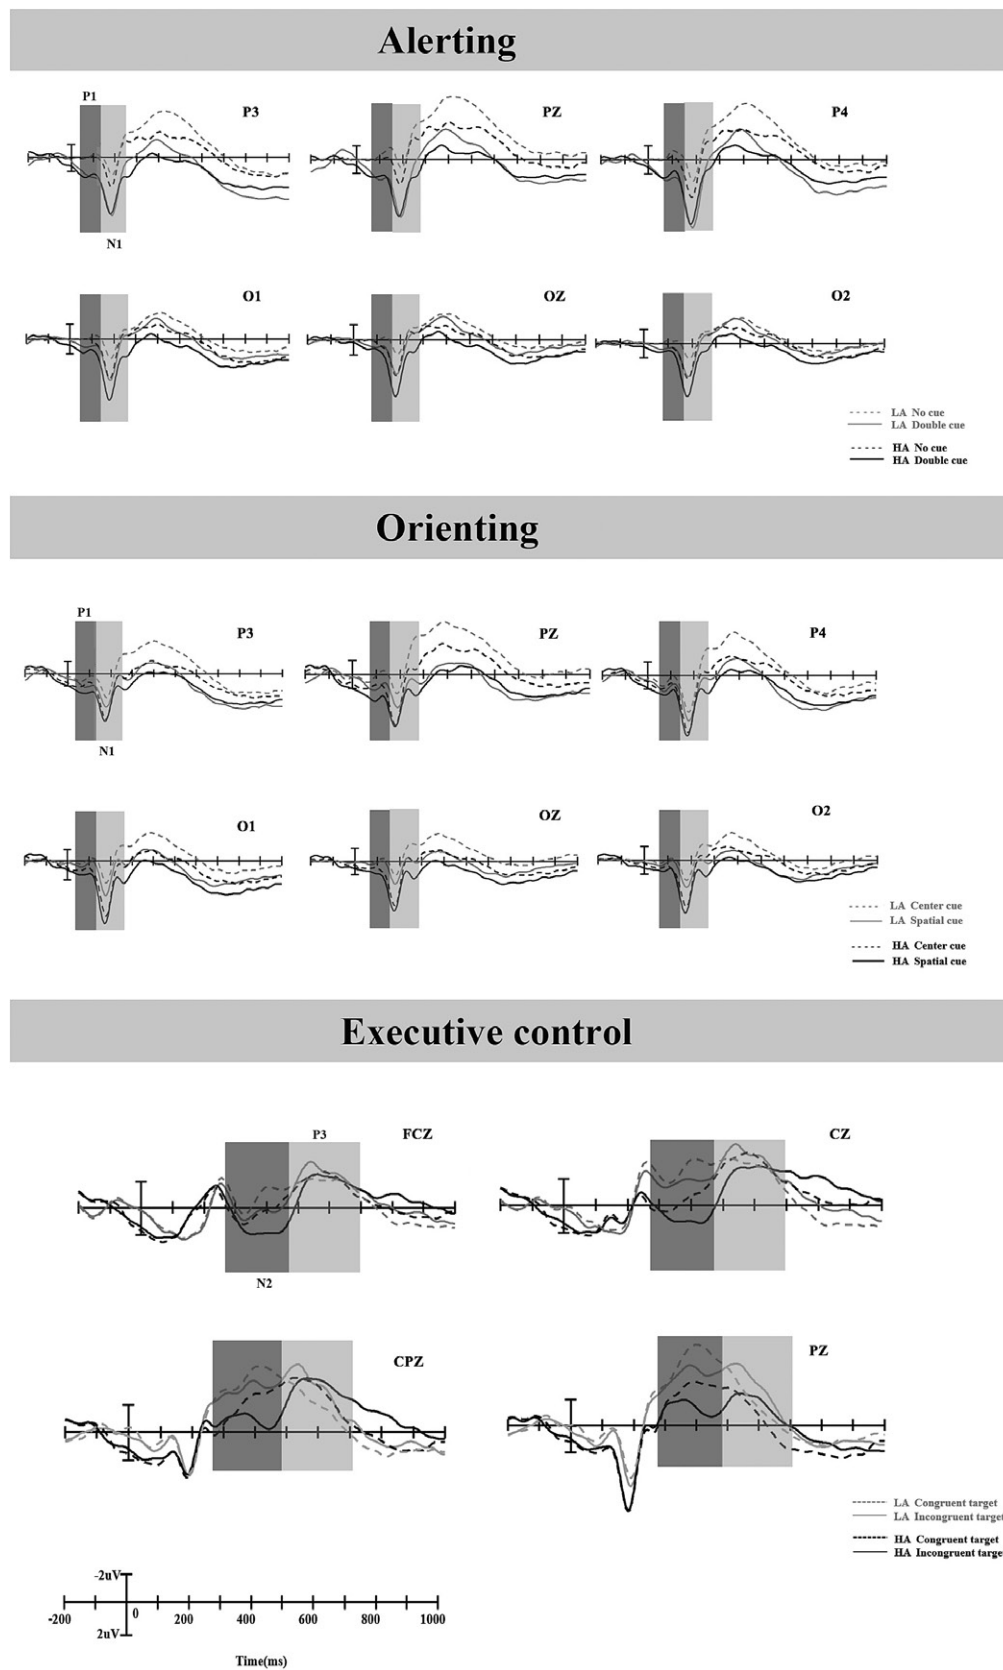 Alerting
P1
P3
PZ
P4
N1
O1
OZ
O2
LA No cue
LA Double cue
HA No cue
HA Double cue
Orienting
P1
P3
PZ
P4
N1
O1
OZ
O2
LA Center cue
LA Spatial cue
HA Center cue
HA Spatial cue
Executive control
P3
FCZ
CZ
N2
CPZ
PZ
LA Congruent target
LA Incongruent target
HA Congruent target
HA Incongruent target
-2uV
-200 0 200 400 600 800 1000
2uV
Time(ms)